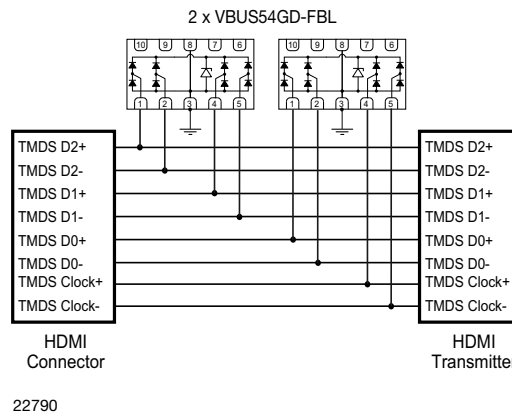 2 x VBUS54GD-FBL
10 9 8 7 6
10 9 8 7 6
1 2 3 4 5
1 2 3 4 5
TMDS D2+ TMDS D2+
TMDS D2- TMDS D2-
TMDS D1+ TMDS D1+
TMDS D1- TMDS D1-
TMDS D0+ TMDS D0+
TMDS D0- TMDS D0-
TMDS Clock+ TMDS Clock+
TMDS Clock- TMDS Clock-
HDMI
Connector
HDMI
Transmitter
22790